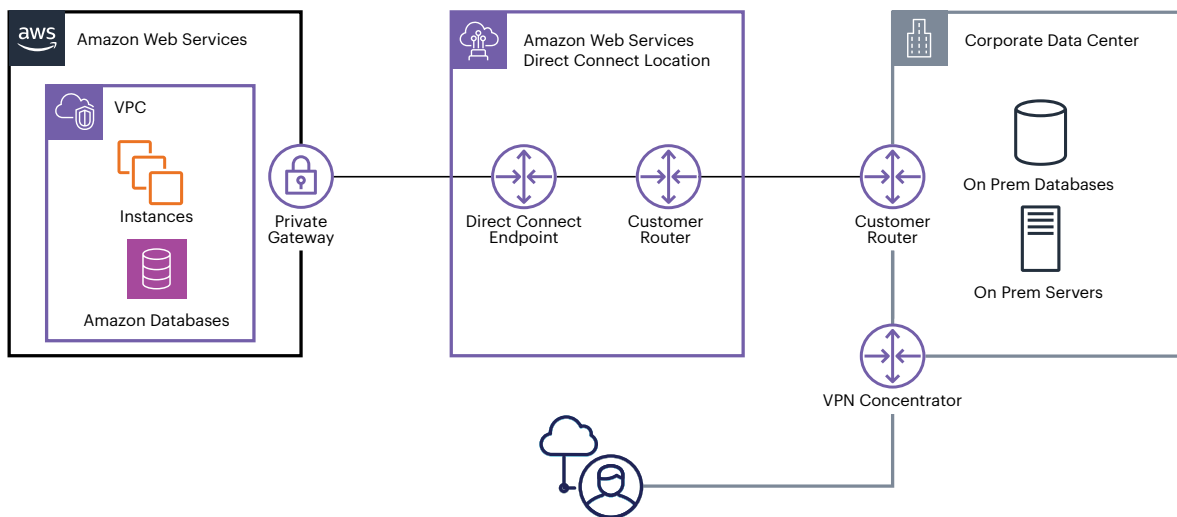 aws
Amazon Web Services
VPC
Instances
Amazon Databases
Private
Gateway
Amazon Web Services
Direct Connect Location
Direct Connect
Endpoint
Customer
Router
Corporate Data Center
On Prem Databases
Customer
Router
On Prem Servers
VPN Concentrator